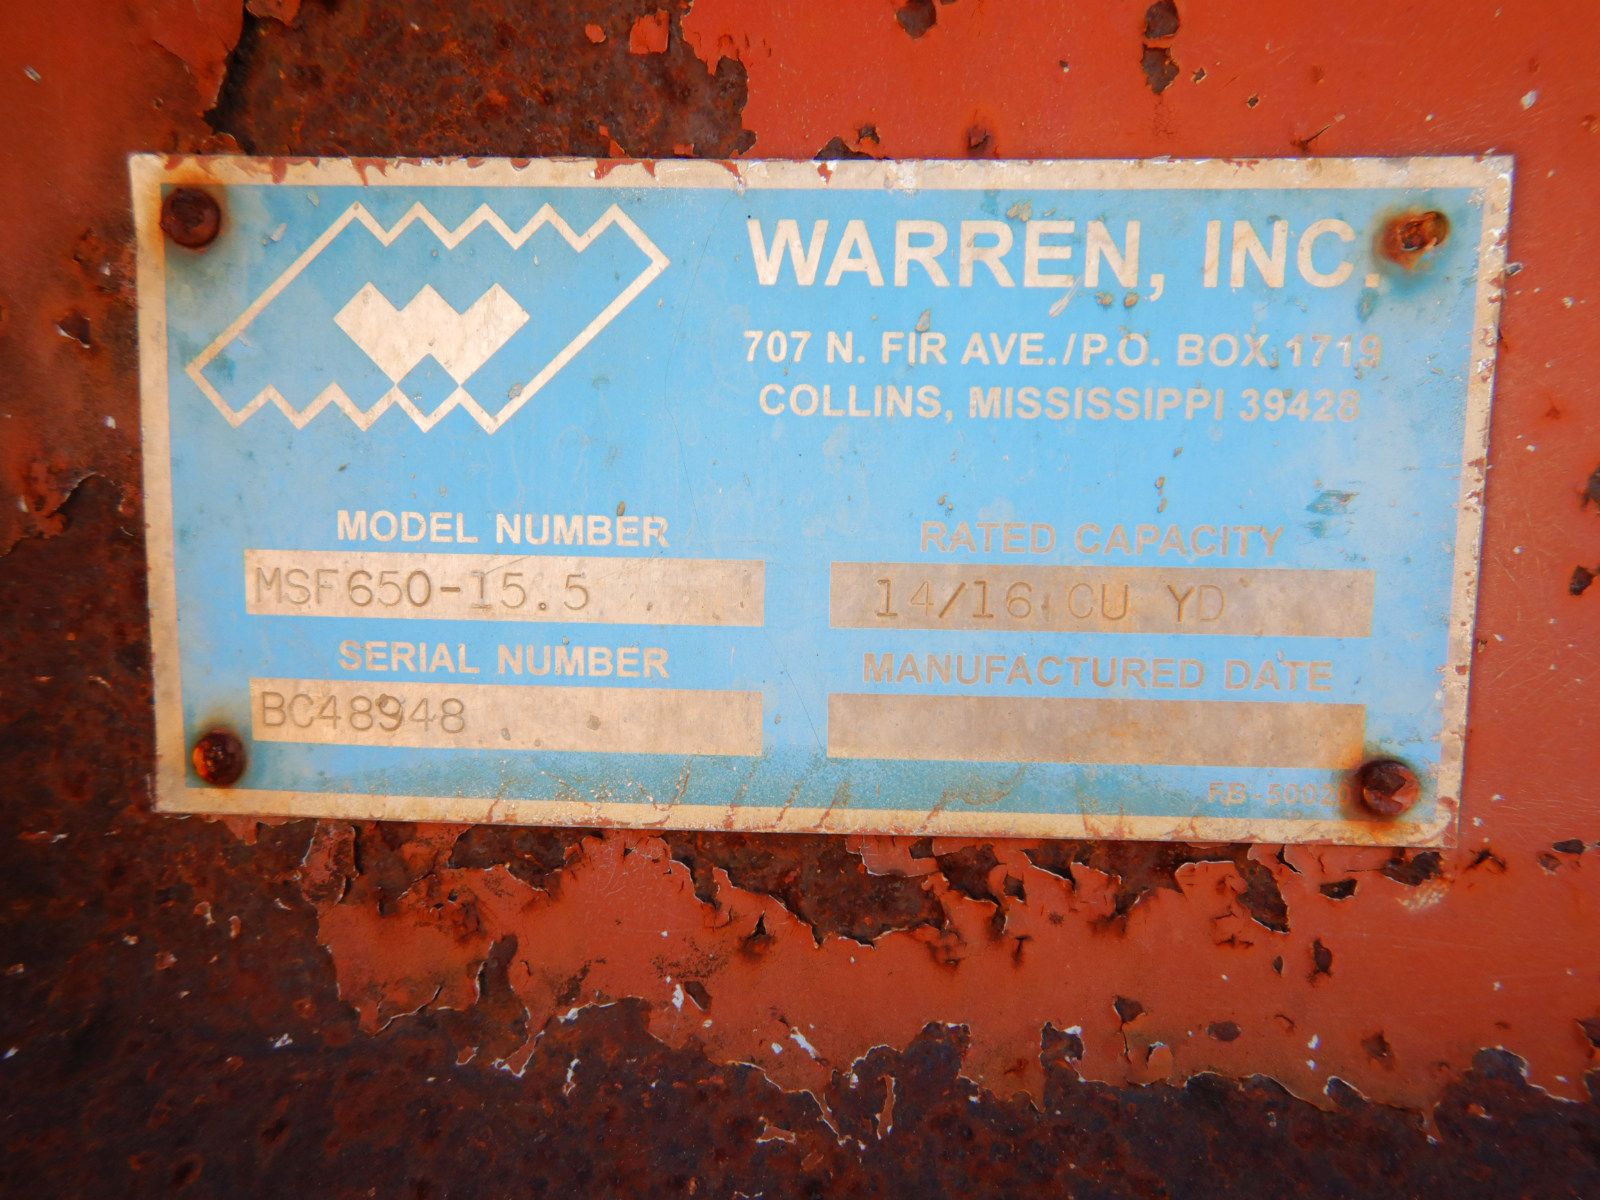 WARREN, INC.
707 N. FIR AVE./P.O. BOX 1719
COLLINS, MISSISSIPPI 39428
MODEL NUMBER
MSF650-15.5
RATED CAPACITY
14/16 CU YD
SERIAL NUMBER
BC48948
MANUFACTURED DATE